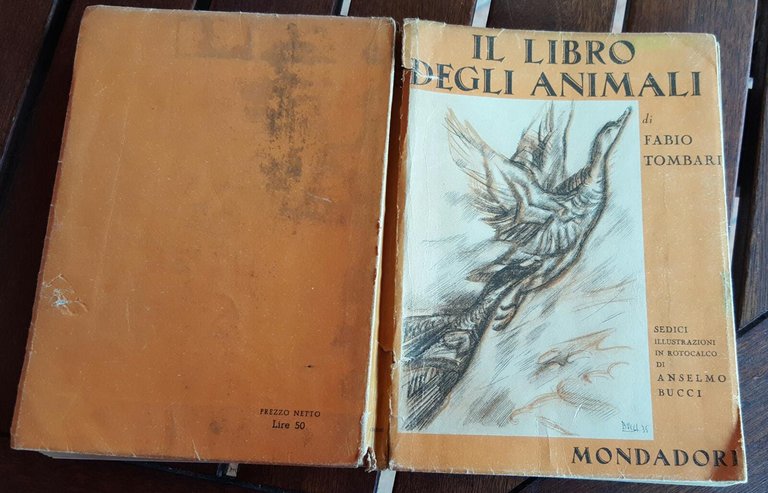 PREZZO NETTO
Lire 50
IL LIBRO
DEGLI ANIMALI
di
FABIO
TOMBARI
SEDICI
ILLUSTRAZIONI
IN ROTOCALCO
DI
ANSELMO
BUCCI
MONDADORI